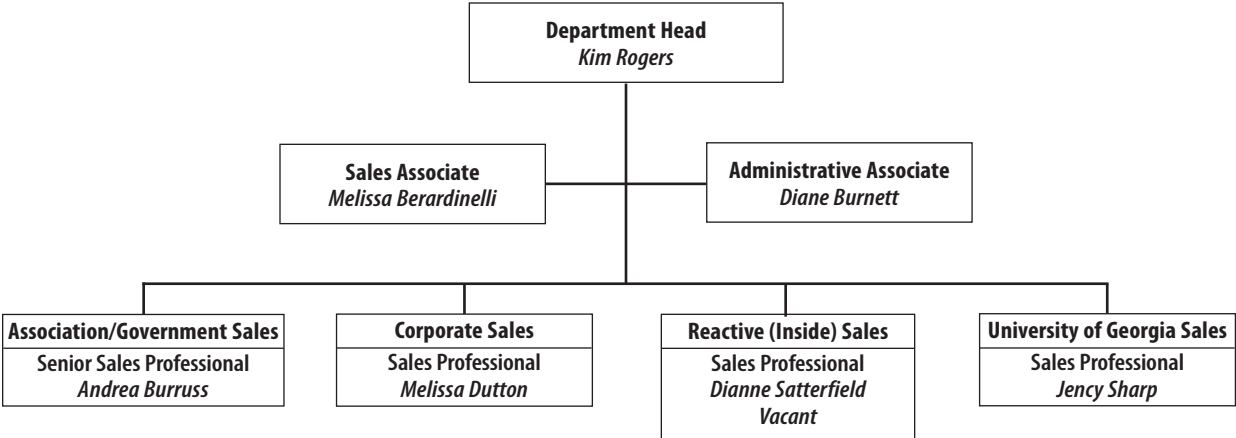 Department Head
Kim Rogers
Sales Associate
Melissa Berardinelli
Administrative Associate
Diane Burnett
Association/Government Sales
Senior Sales Professional
Andrea Burruss
Corporate Sales
Sales Professional
Melissa Dutton
Reactive (Inside) Sales
Sales Professional
Dianne Satterfield
Vacant
University of Georgia Sales
Sales Professional
Jency Sharp